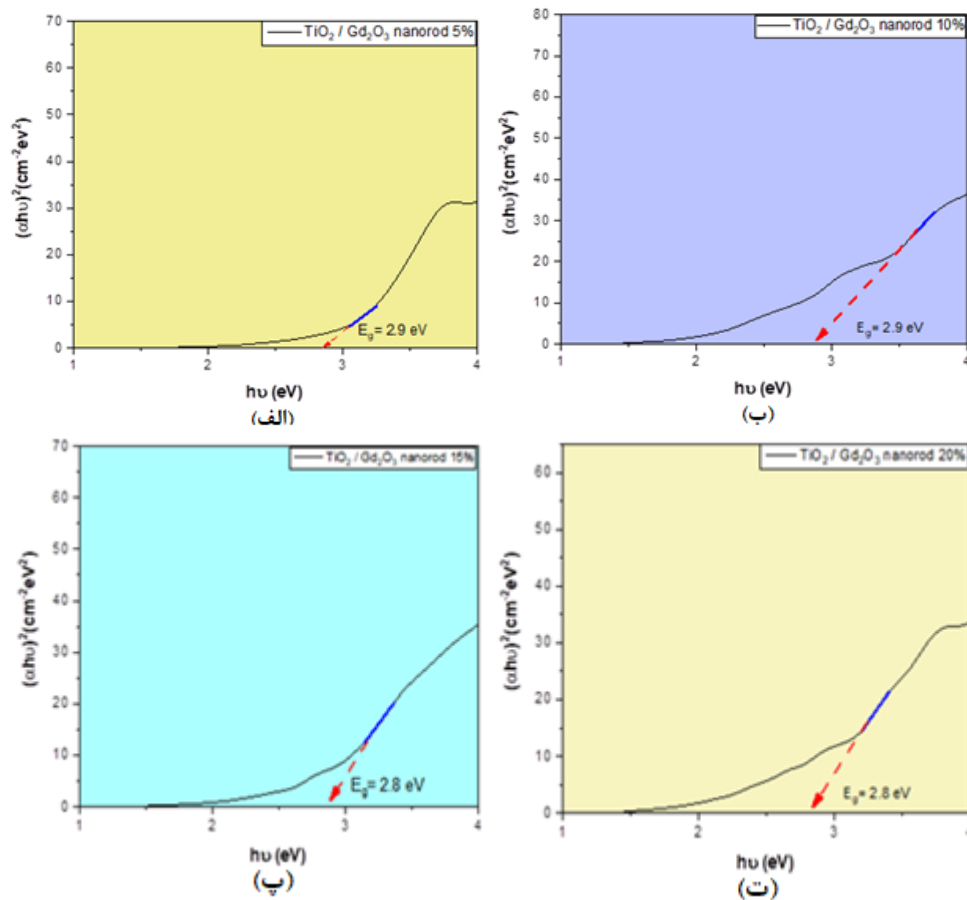 TiO₂ / Gd₂O₃ nanorod 5%
(αhυ)²(cm⁻²ev²)
70
60
50
40
30
20
10
0
E_g= 2.9 eV
1 2 3 4
hυ (eV)
(الف)
TiO₂ / Gd₂O₃ nanorod 10%
(αhυ)²(cm⁻²ev²)
80
70
60
50
40
30
20
10
0
E_g= 2.9 eV
1 2 3 4
hυ (eV)
(ب)
TiO₂ / Gd₂O₃ nanorod 15%
(αhυ)²(cm⁻²ev²)
70
60
50
40
30
20
10
0
E_g= 2.8 eV
1 2 3 4
hυ (eV)
(پ)
TiO₂ / Gd₂O₃ nanorod 20%
(αhυ)²(cm⁻²ev²)
60
50
40
30
20
10
0
E_g= 2.8 eV
1 2 3 4
hυ (eV)
(ت)